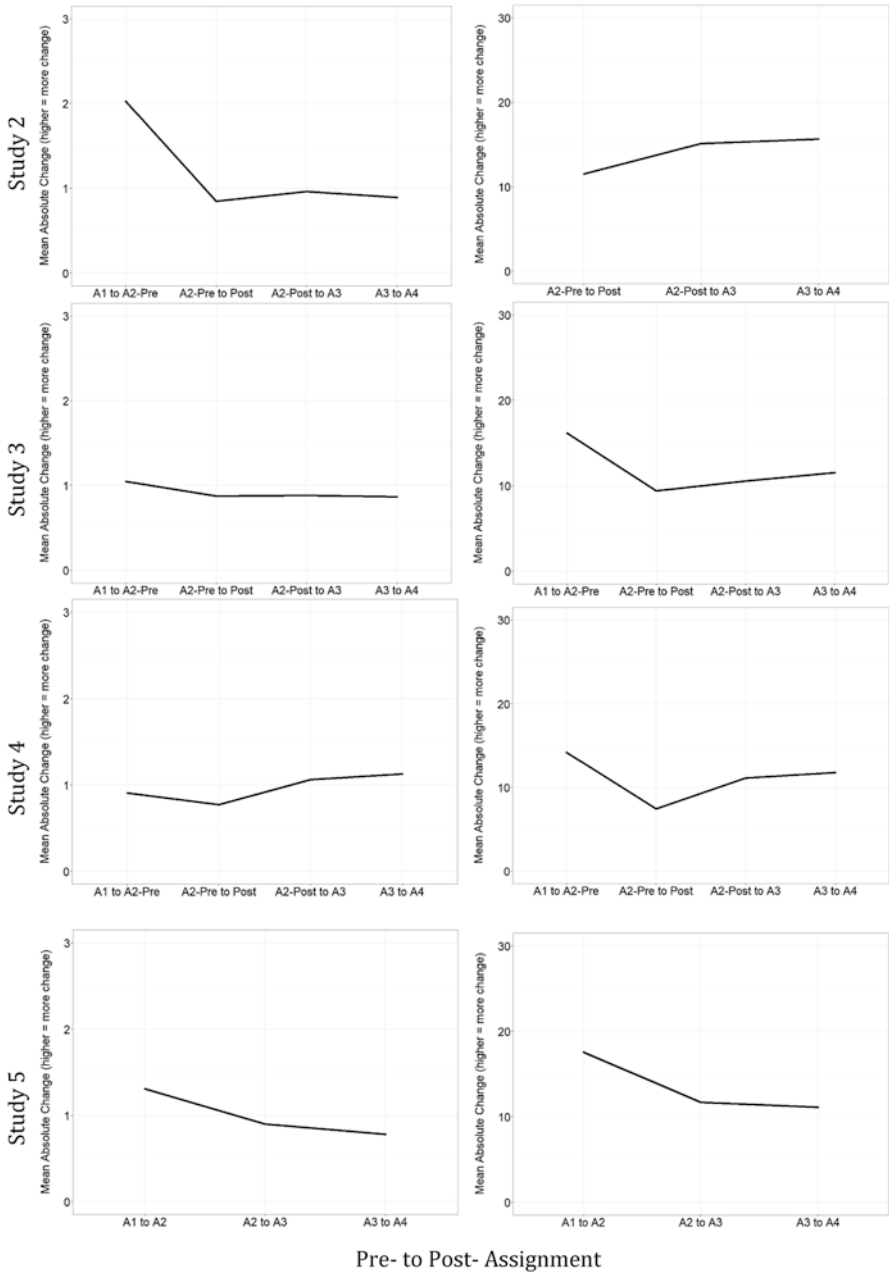 Study 2
Mean Absolute Change (higher = more change)
3
2
1
0
A1 to A2-Pre A2-Pre to Post A2-Post to A3 A3 to A4
Mean Absolute Change (higher = more change)
30
20
10
0
A2-Pre to Post A2-Post to A3 A3 to A4
Study 3
Mean Absolute Change (higher = more change)
3
2
1
0
A1 to A2-Pre A2-Pre to Post A2-Post to A3 A3 to A4
Mean Absolute Change (higher = more change)
30
20
10
0
A1 to A2-Pre A2-Pre to Post A2-Post to A3 A3 to A4
Study 4
Mean Absolute Change (higher = more change)
3
2
1
0
A1 to A2-Pre A2-Pre to Post A2-Post to A3 A3 to A4
Mean Absolute Change (higher = more change)
30
20
10
0
A1 to A2-Pre A2-Pre to Post A2-Post to A3 A3 to A4
Study 5
Mean Absolute Change (higher = more change)
3
2
1
0
A1 to A2 A2 to A3 A3 to A4
Mean Absolute Change (higher = more change)
30
20
10
0
A1 to A2 A2 to A3 A3 to A4
Pre- to Post- Assignment